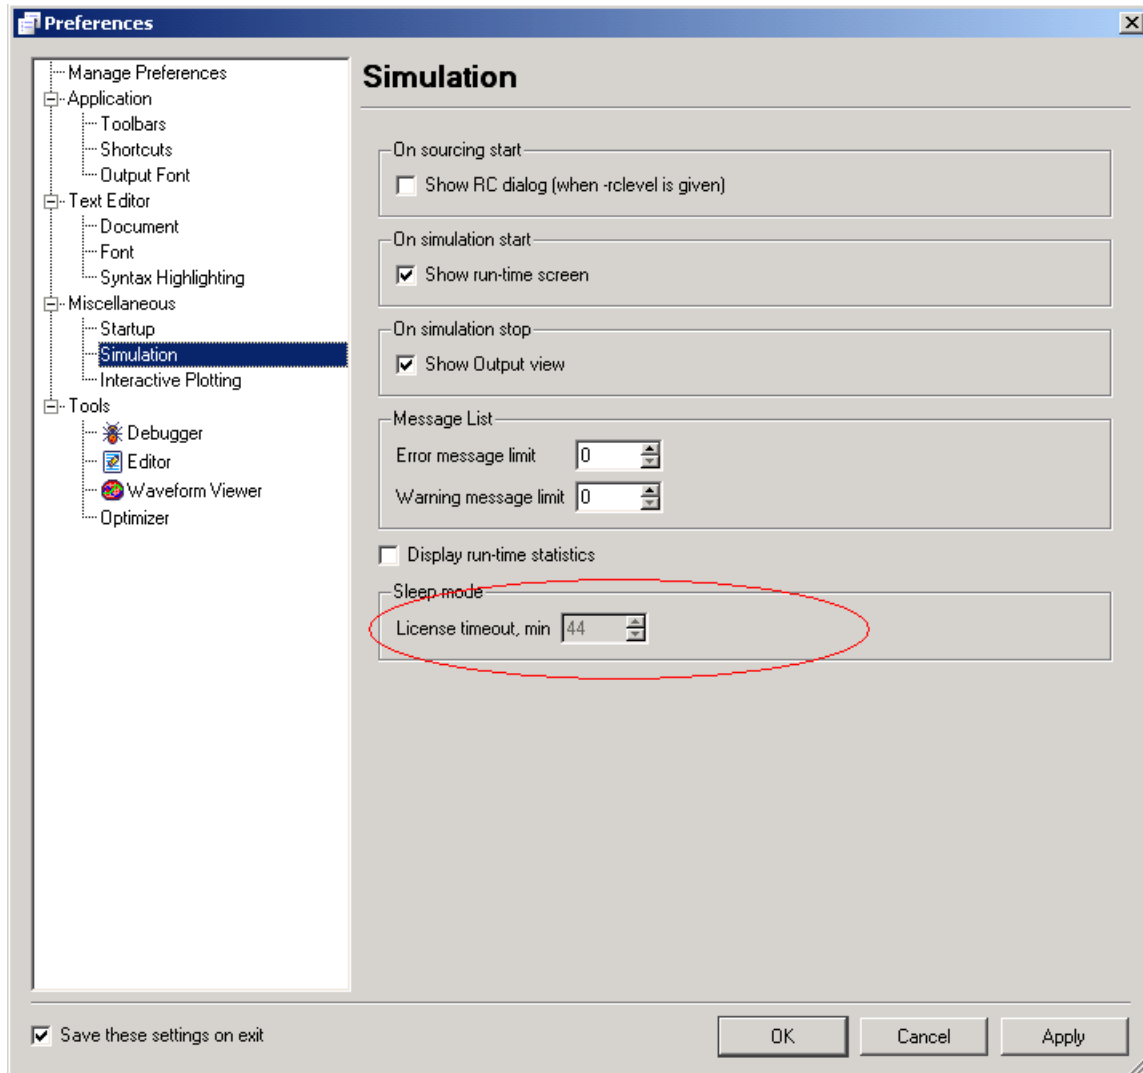 Preferences
Manage Preferences
Application
Toolbars
Shortcuts
Output Font
Text Editor
Document
Font
Syntax Highlighting
Miscellaneous
Startup
Simulation
Interactive Plotting
Tools
Debugger
Editor
Waveform Viewer
Optimizer
Simulation
On sourcing start
Show RC dialog (when -rclevel is given)
On simulation start
Show run-time screen
On simulation stop
Show Output view
Message List
Error message limit 0
Warning message limit 0
Display run-time statistics
Sleep mode
License timeout, min 44
Save these settings on exit
OK Cancel Apply